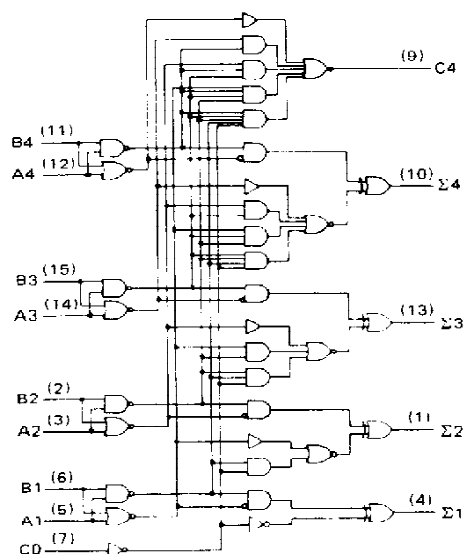 (9) C4
B4 (11)
A4 (12)
(10) Σ4
B3 (15)
A3 (14)
(13) Σ3
B2 (2)
A2 (3)
(1) Σ2
B1 (6)
A1 (5)
(4) Σ1
C0 (7)